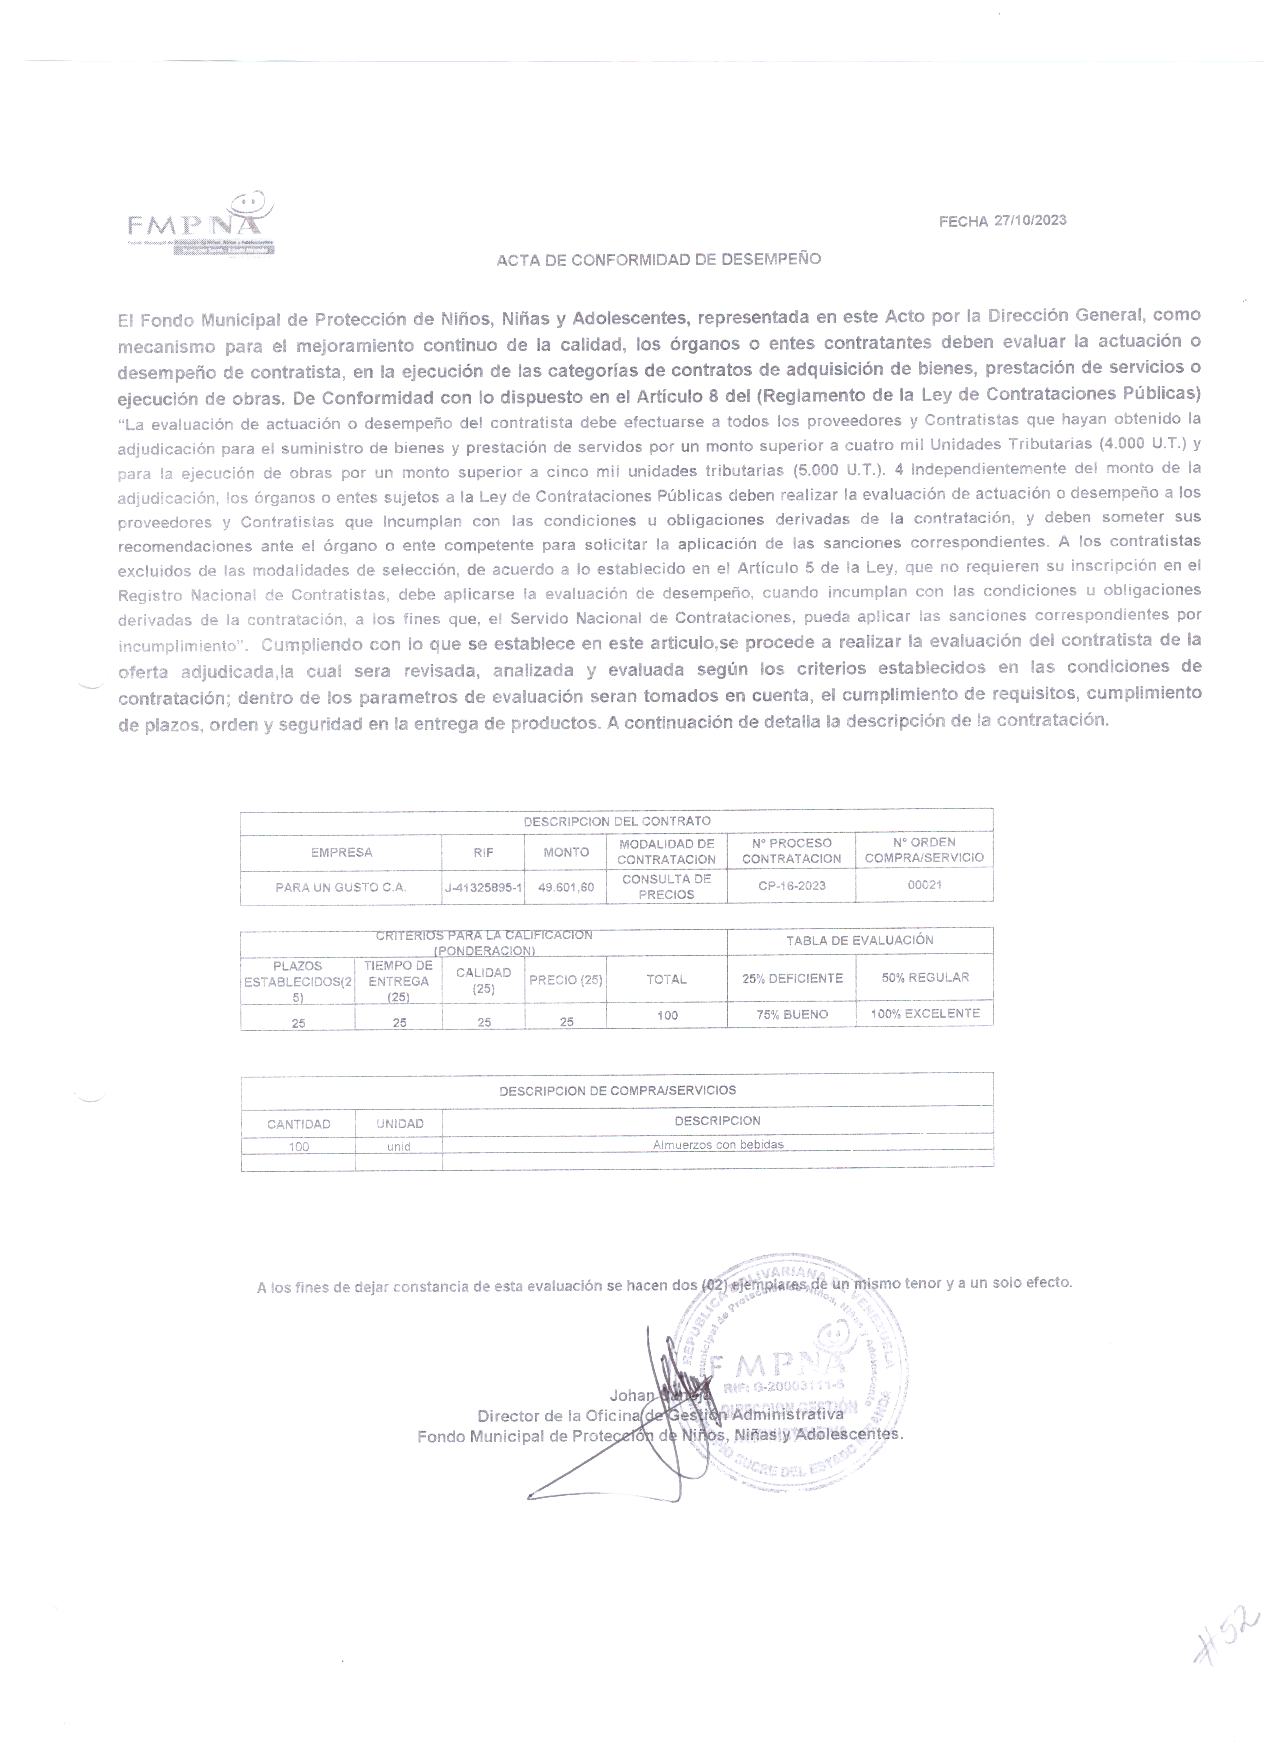 FMPNA
FECHA 27/10/2023
ACTA DE CONFORMIDAD DE DESEMPEÑO
El Fondo Municipal de Protección de Niños, Niñas y Adolescentes, representada en este Acto por la Dirección General, como
mecanismo para el mejoramiento continuo de la calidad, los órganos o entes contratantes deben evaluar la actuación o
desempeño de contratista, en la ejecución de las categorías de contratos de adquisición de bienes, prestación de servicios o
ejecución de obras. De Conformidad con lo dispuesto en el Artículo 8 del (Reglamento de la Ley de Contrataciones Públicas)
“La evaluación de actuación o desempeño del contratista debe efectuarse a todos los proveedores y Contratistas que hayan obtenido la
adjudicación para el suministro de bienes y prestación de servidos por un monto superior a cuatro mil Unidades Tributarias (4.000 U.T.) y
para la ejecución de obras por un monto superior a cinco mii unidades tributarias (5.000 U.T.). 4 Independientemente del monto de la
adjudicación, los órganos o entes sujetos a la Ley de Contrataciones Públicas deben realizar la evaluación de actuación o desempeño a los
proveedores y Contratistas que Incumplan con las condiciones u obligaciones derivadas de la contratación, y deben someter sus
recomendaciones ante el órgano o ente competente para solicitar la aplicación de las sanciones correspondientes. A los contratistas
excluidos de las modalidades de selección, de acuerdo a lo establecido en el Artículo 5 de la Ley, que no requieren su inscripción en el
Registro Nacional de Contratistas, debe aplicarse la evaluación de desempeño, cuando incumplan con las condiciones u obligaciones
derivadas de la contratación, a los fines que, el Servido Nacional de Contrataciones, pueda aplicar las sanciones correspondientes por
incumplimiento”. Cumpliendo con lo que se establece en este articulo,se procede a realizar la evaluación del contratista de la
oferta adjudicada,la cual sera revisada, analizada y evaluada según los criterios establecidos en las condiciones de
contratación; dentro de los parametros de evaluación seran tomados en cuenta, el cumplimiento de requisitos, cumplimiento
de plazos, orden y seguridad en la entrega de productos. A continuación de detalla la descripción de la contratación.
DESCRIPCION DEL CONTRATO
EMPRESA RIF MONTO MODALIDAD DE CONTRATACION N° PROCESO CONTRATACION N° ORDEN COMPRA/SERVICIO
PARA UN GUSTO C.A. J-41325895-1 49.601,60 CONSULTA DE PRECIOS CP-16-2023 00021
CRITERIOS PARA LA CALIFICACION (PONDERACION) TABLA DE EVALUACIÓN
PLAZOS ESTABLECIDOS(25) TIEMPO DE ENTREGA (25) CALIDAD (25) PRECIO (25) TOTAL 25% DEFICIENTE 50% REGULAR
25 25 25 25 100 75% BUENO 100% EXCELENTE
DESCRIPCION DE COMPRA/SERVICIOS
CANTIDAD UNIDAD DESCRIPCION
100 unid Almuerzos con bebidas
A los fines de dejar constancia de esta evaluación se hacen dos (02) ejemplares de un mismo tenor y a un solo efecto.
REPUBLICA BOLIVARIANA DE VENEZUELA
FMPNA
RIF: G-20003111-6
DIRECCION GESTIÓN
SUCRE DEL ESTADO
Johan
Director de la Oficina de Gestión Administrativa
Fondo Municipal de Protección de Niños, Niñas y Adolescentes.
#52